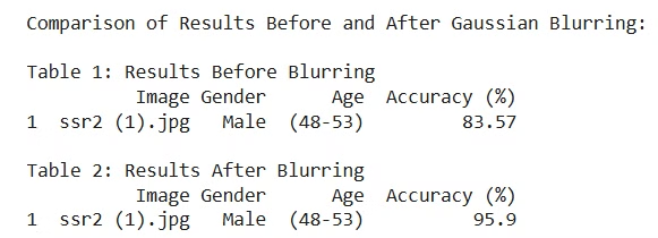 Comparison of Results Before and After Gaussian Blurring:
Table 1: Results Before Blurring
Image Gender Age Accuracy (%)
1 ssr2 (1).jpg Male (48-53) 83.57
Table 2: Results After Blurring
Image Gender Age Accuracy (%)
1 ssr2 (1).jpg Male (48-53) 95.9